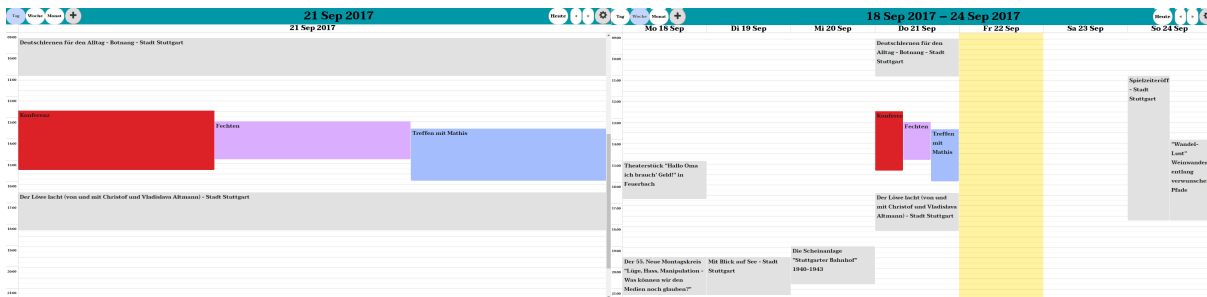 Tag Woche Monat + 21 Sep 2017 Heute < >
21 Sep 2017
Deutschlernen für den Alltag - Botnang - Stadt Stuttgart
Konferenz
Fechten
Treffen mit Mathis
Der Löwe lacht (von und mit Christof und Vladislava Altmann) - Stadt Stuttgart
Tag Woche Monat + 18 Sep 2017 — 24 Sep 2017 Heute < >
Mo 18 Sep Di 19 Sep Mi 20 Sep Do 21 Sep Fr 22 Sep Sa 23 Sep So 24 Sep
Theaterstück "Hallo Oma
ich brauch' Geld!" in
Feuerbach
Der 55. Neue Montagskreis
"Lüge, Hass, Manipulation -
Was können wir den
Medien noch glauben?"
Mit Blick auf See - Stadt
Stuttgart
Die Scheinanlage
"Stuttgarter Bahnhof"
1940-1943
Deutschlernen für den
Alltag - Botnang - Stadt
Stuttgart
Konferenz
Fechten
Treffen
mit
Mathis
Der Löwe lacht (von und
mit Christof und Vladislava
Altmann) - Stadt Stuttgart
Spielzeiteröff
- Stadt
Stuttgart
"Wandel-
Lust"
Weinwander
entlang
verwunsche
Pfade